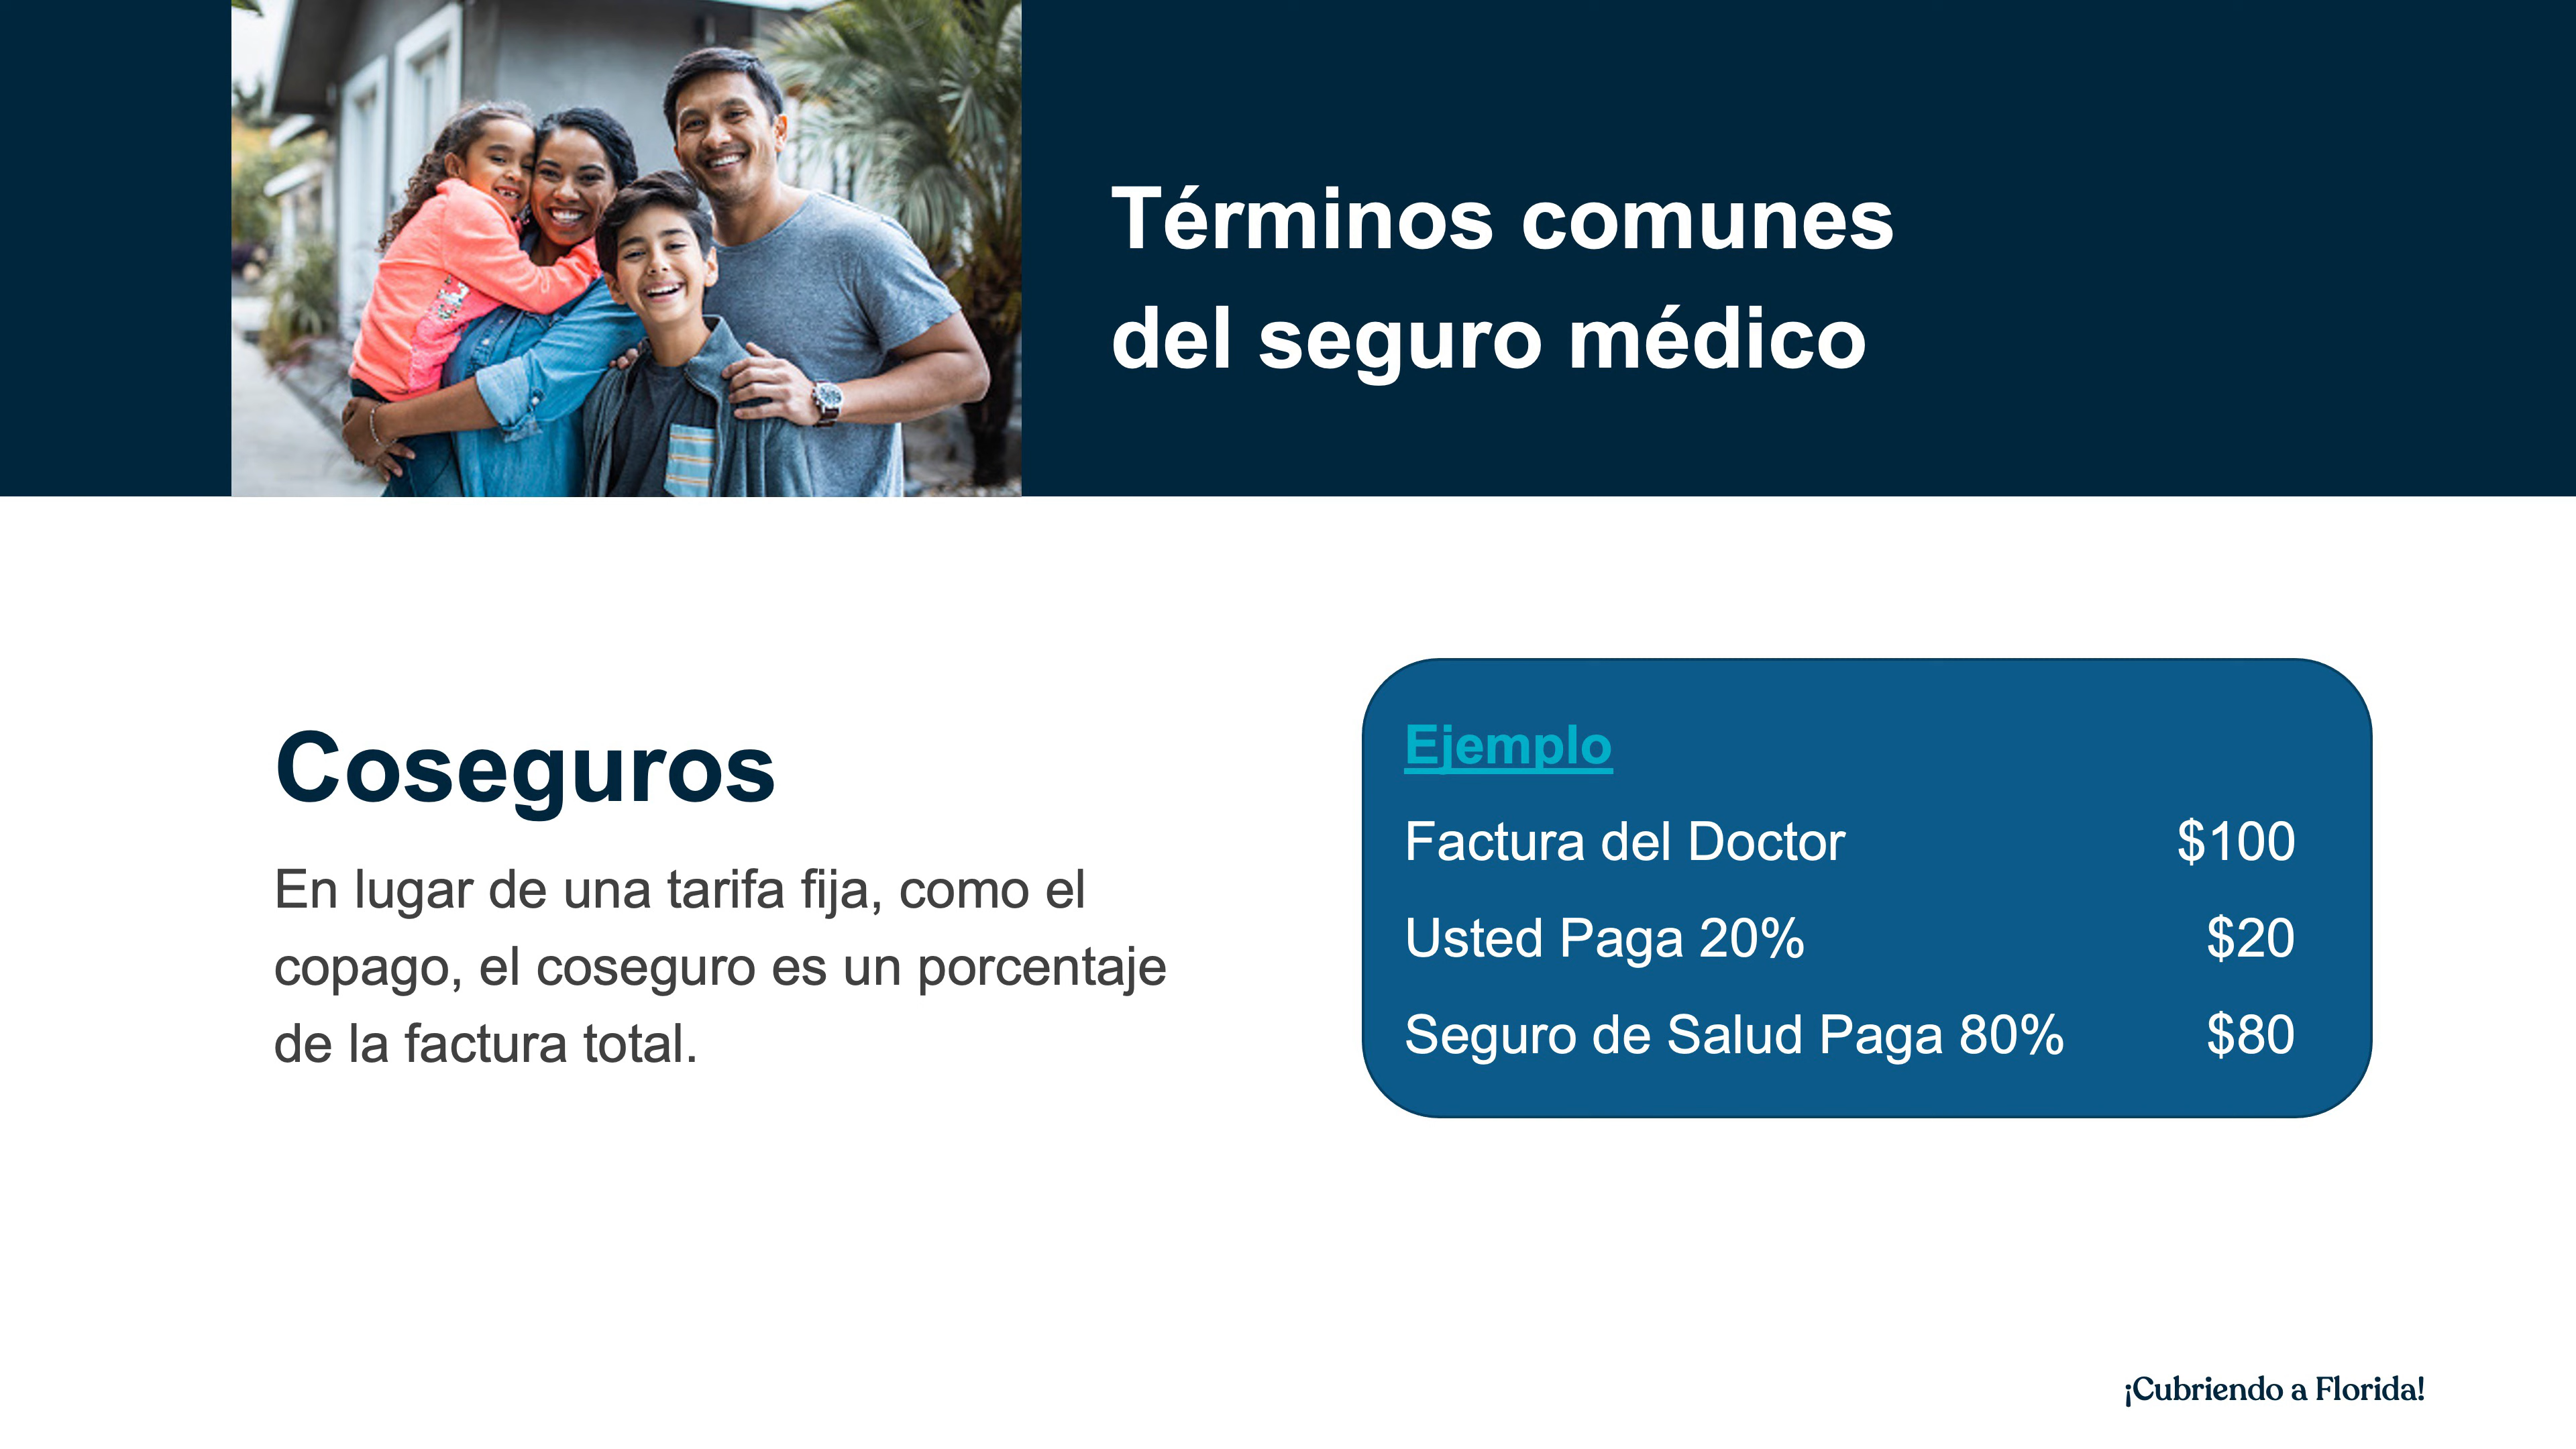 Términos comunes
del seguro médico
Coseguros
En lugar de una tarifa fija, como el
copago, el coseguro es un porcentaje
de la factura total.
Ejemplo
Factura del Doctor $100
Usted Paga 20% $20
Seguro de Salud Paga 80% $80
¡Cubriendo a Florida!